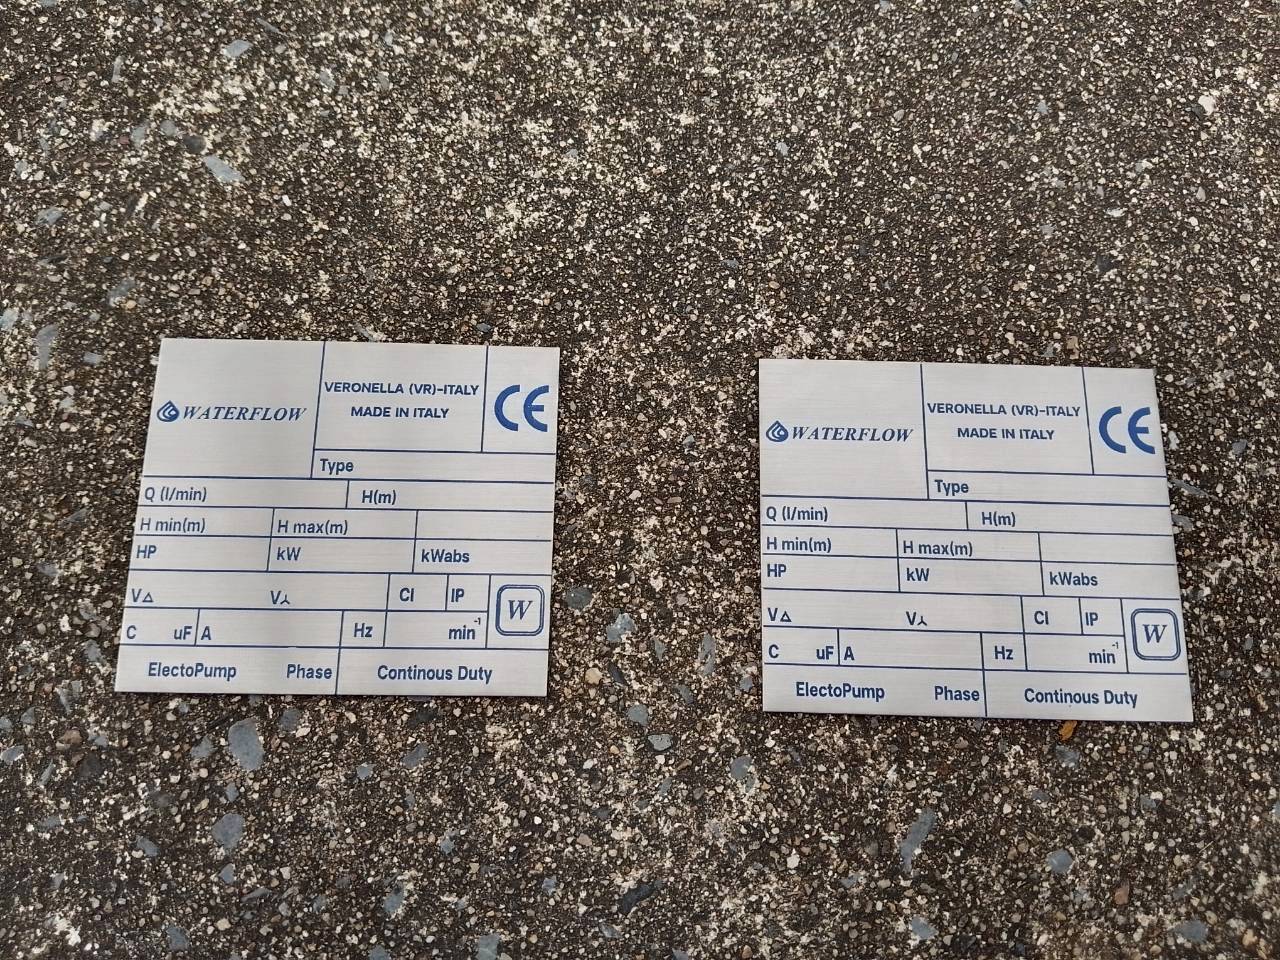 WATERFLOW
VERONELLA (VR)-ITALY
MADE IN ITALY
CE
Type
Q (l/min) H(m)
H min(m) H max(m)
HP kW kWabs
V△ V⅄ CI IP
W
C uF A Hz min-1
ElectoPump Phase Continous Duty
WATERFLOW
VERONELLA (VR)-ITALY
MADE IN ITALY
CE
Type
Q (l/min) H(m)
H min(m) H max(m)
HP kW kWabs
V△ V⅄ CI IP
W
C uF A Hz min-1
ElectoPump Phase Continous Duty